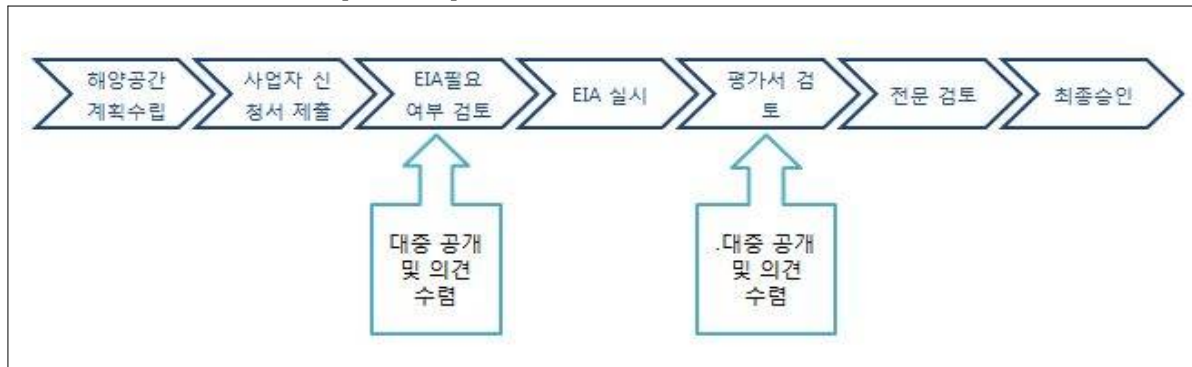 해양공간
계획수립
사업자 신
청서 제출
EIA필요
여부 검토
EIA 실시
평가서 검
토
전문 검토
최종승인
대중 공개
및 의견
수렴
.대중 공개
및 의견
수렴